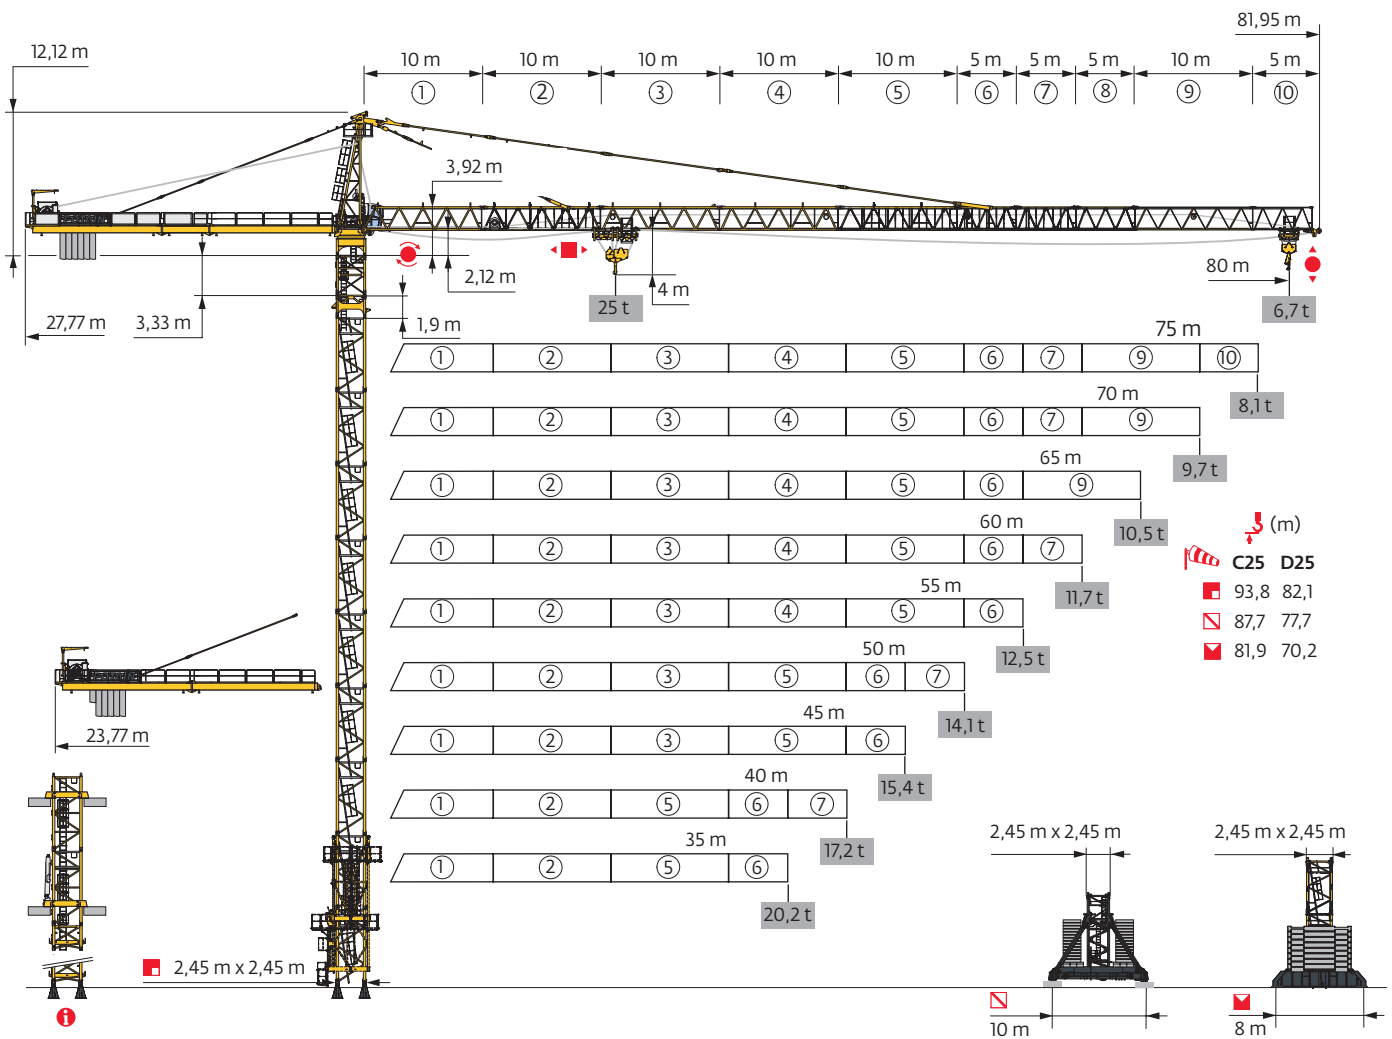 81,95 m
12,12 m
10 m 10 m 10 m 10 m 10 m 5 m 5 m 5 m 10 m 5 m
1 2 3 4 5 6 7 8 9 10
3,92 m
2,12 m
4 m
80 m
25 t
6,7 t
27,77 m
3,33 m
1,9 m
75 m
1 2 3 4 5 6 7 9 10
8,1 t
70 m
1 2 3 4 5 6 7 9
9,7 t
65 m
1 2 3 4 5 6 9
10,5 t
60 m
1 2 3 4 5 6 7
11,7 t
55 m
1 2 3 4 5 6
12,5 t
50 m
1 2 3 5 6 7
14,1 t
45 m
1 2 3 5 6
15,4 t
40 m
1 2 5 6 7
17,2 t
35 m
1 2 5 6
20,2 t
(m)
C25 D25
93,8 82,1
87,7 77,7
81,9 70,2
23,77 m
2,45 m x 2,45 m
i
2,45 m x 2,45 m
10 m
2,45 m x 2,45 m
8 m